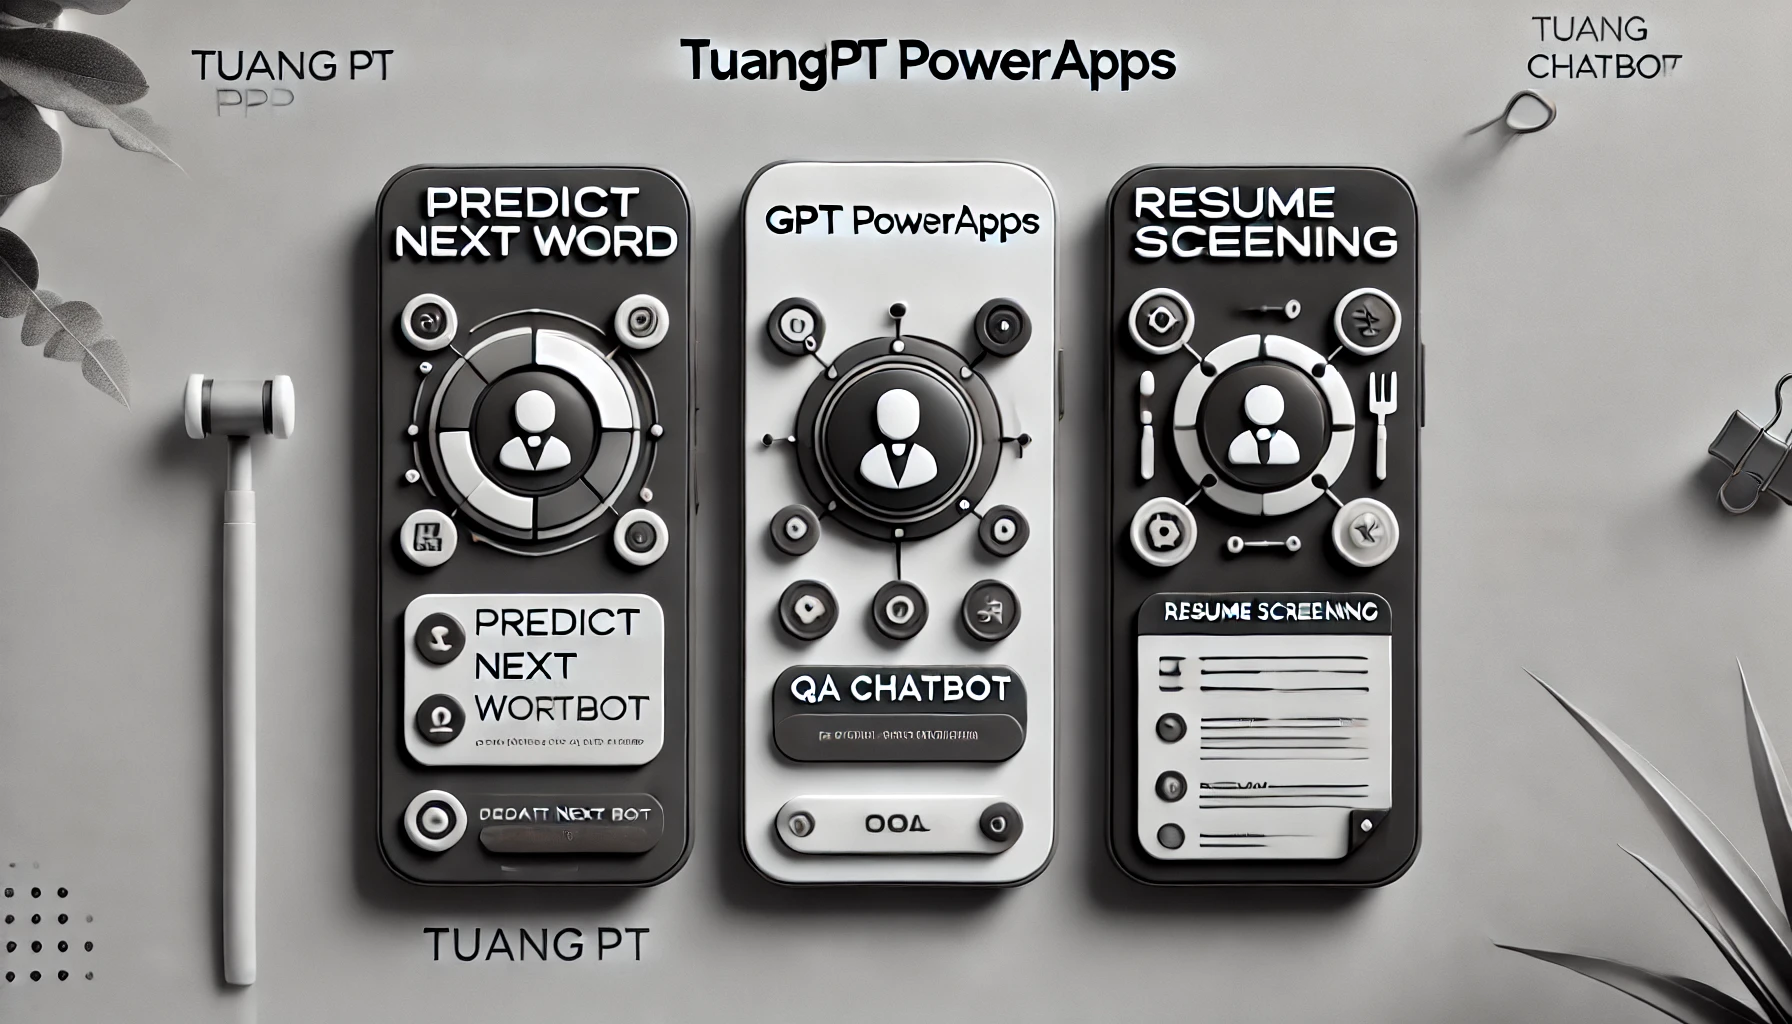 TUANG PT
PPP
TuangPT PowerApps
TUANG
CHATBOT
PREDICT
NEXT WORD
PREDICT
NEXT
WORTBOT
NEXT BOT
GPT PowerApps
QA CHATBOT
OOA
RESUME
SCEENING
RESUME SCREENING
TUANG PT